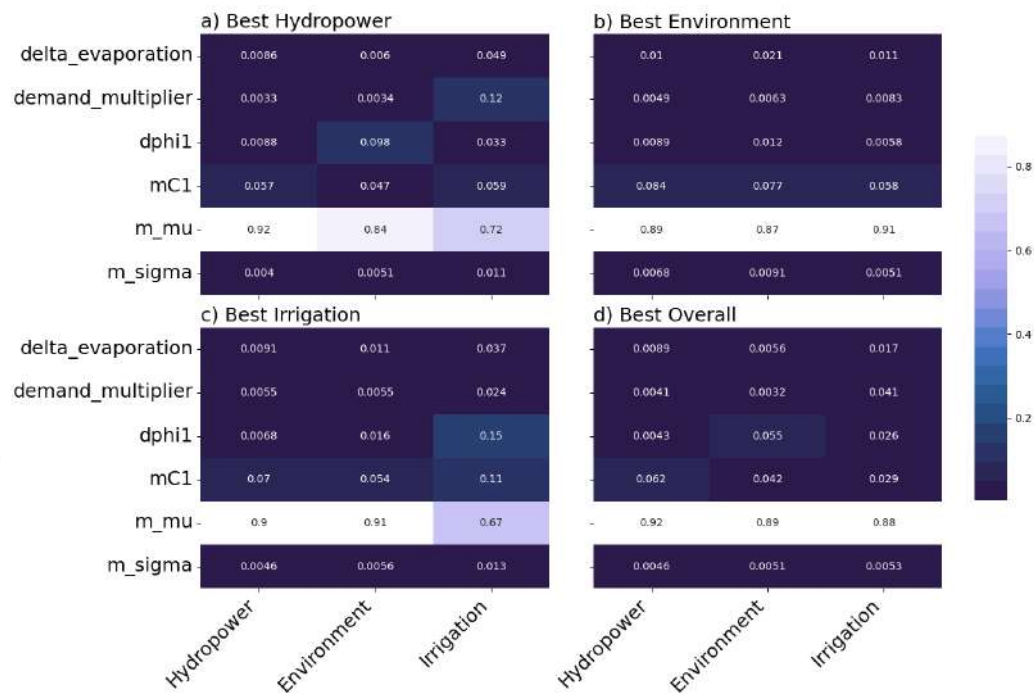 a) Best Hydropower
b) Best Environment
delta_evaporation 0.0086 0.006 0.049 0.01 0.021 0.011
demand_multiplier 0.0033 0.0034 0.12 0.0049 0.0063 0.0083
dphi1 0.0088 0.098 0.033 0.0089 0.012 0.0058
mC1 0.057 0.047 0.059 0.084 0.077 0.058
m_mu 0.92 0.84 0.72 0.89 0.87 0.91
m_sigma 0.004 0.0051 0.011 0.0068 0.0091 0.0051
c) Best Irrigation
d) Best Overall
delta_evaporation 0.0091 0.011 0.037 0.0089 0.0056 0.017
demand_multiplier 0.0055 0.0055 0.024 0.0041 0.0032 0.041
dphi1 0.0068 0.016 0.15 0.0043 0.055 0.026
mC1 0.07 0.054 0.11 0.062 0.042 0.029
m_mu 0.9 0.91 0.67 0.92 0.89 0.88
m_sigma 0.0046 0.0056 0.013 0.0046 0.0051 0.0053
Hydropower Environment Irrigation Hydropower Environment Irrigation
0.8
0.6
0.4
0.2